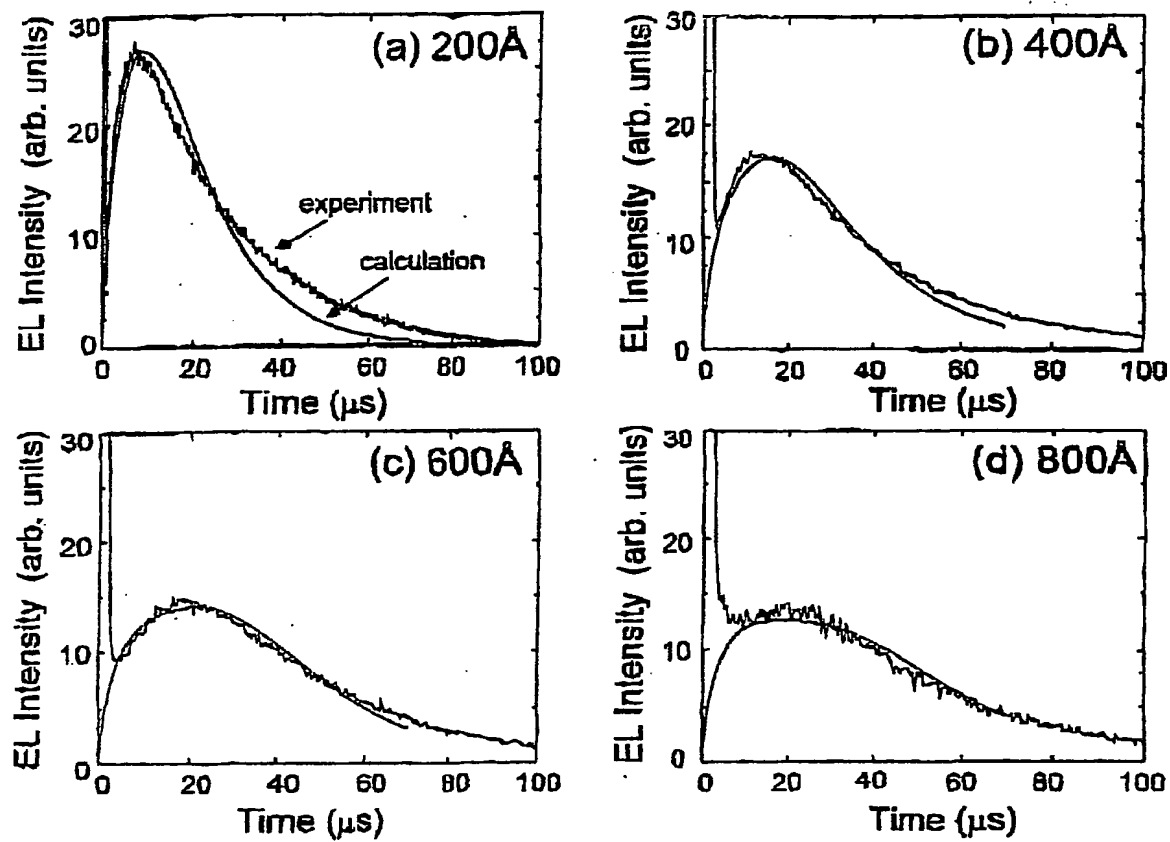 (a) 200Å
EL Intensity (arb. units)
30
20
10
0
experiment
calculation
0 20 40 60 80 100
Time (μs)
(b) 400Å
EL Intensity (arb. units)
30
20
10
0
0 20 40 60 80 100
Time (μs)
(c) 600Å
EL Intensity (arb. units)
30
20
10
0
0 20 40 60 80 100
Time (μs)
(d) 800Å
EL Intensity (arb. units)
30
20
10
0
0 20 40 60 80 100
Time (μs)